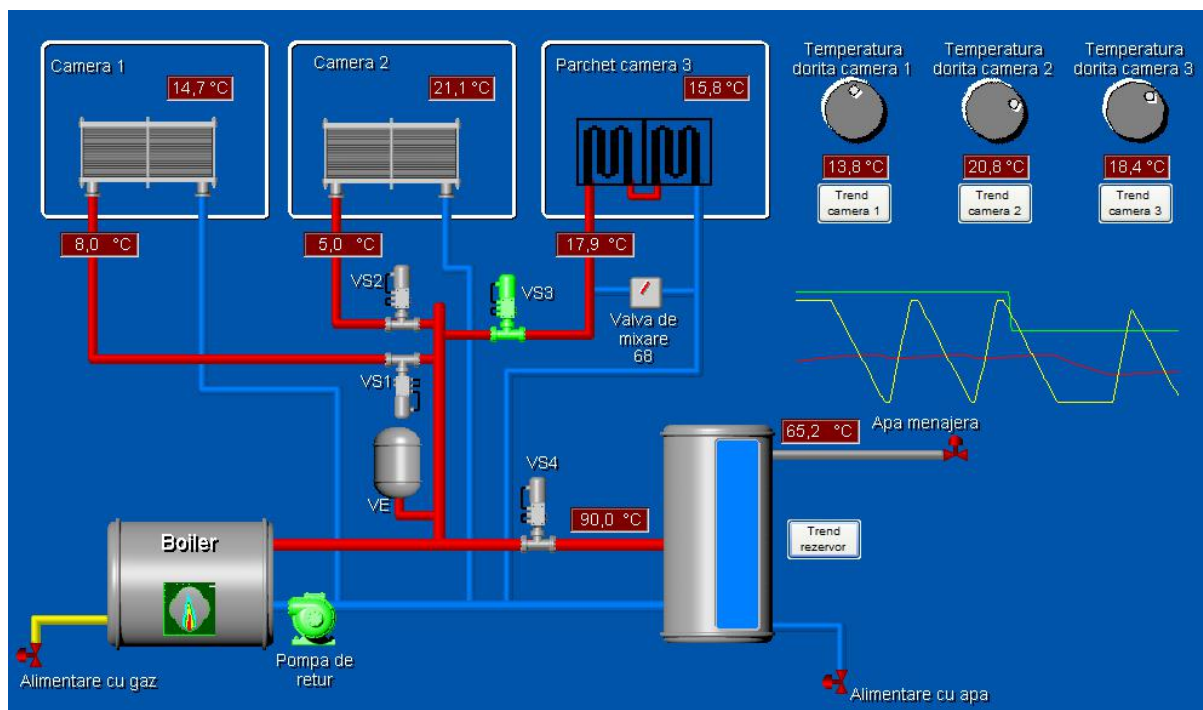 Camera 1
14,7 °C
Camera 2
21,1 °C
Parchet camera 3
15,8 °C
Temperatura
dorita camera 1
Temperatura
dorita camera 2
Temperatura
dorita camera 3
13,8 °C
20,8 °C
18,4 °C
Trend
camera 1
Trend
camera 2
Trend
camera 3
8,0 °C
5,0 °C
17,9 °C
VS2
VS3
Valva de
mixare
68
VS1
VE
VS4
65,2 °C
Apa menajera
90,0 °C
Trend
rezervor
Boiler
Pompa de
retur
Alimentare cu gaz
Alimentare cu apa